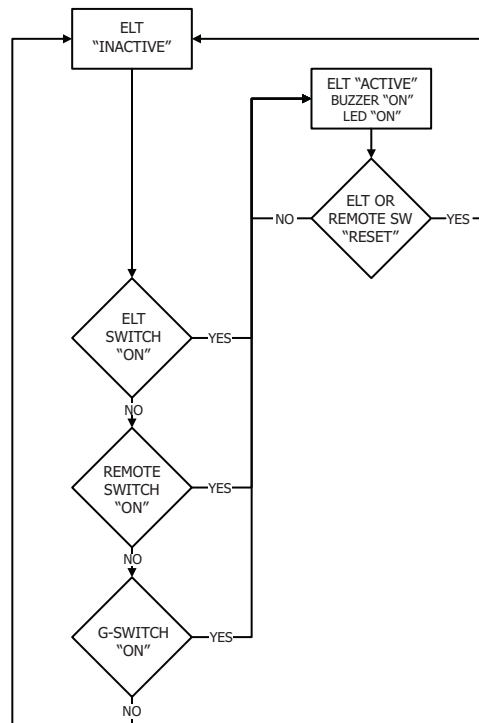 ELT
“INACTIVE”
ELT “ACTIVE”
BUZZER “ON”
LED “ON”
ELT OR
REMOTE SW
“RESET”
NO
YES
ELT
SWITCH
“ON”
YES
NO
REMOTE
SWITCH
“ON”
YES
NO
G-SWITCH
“ON”
YES
NO